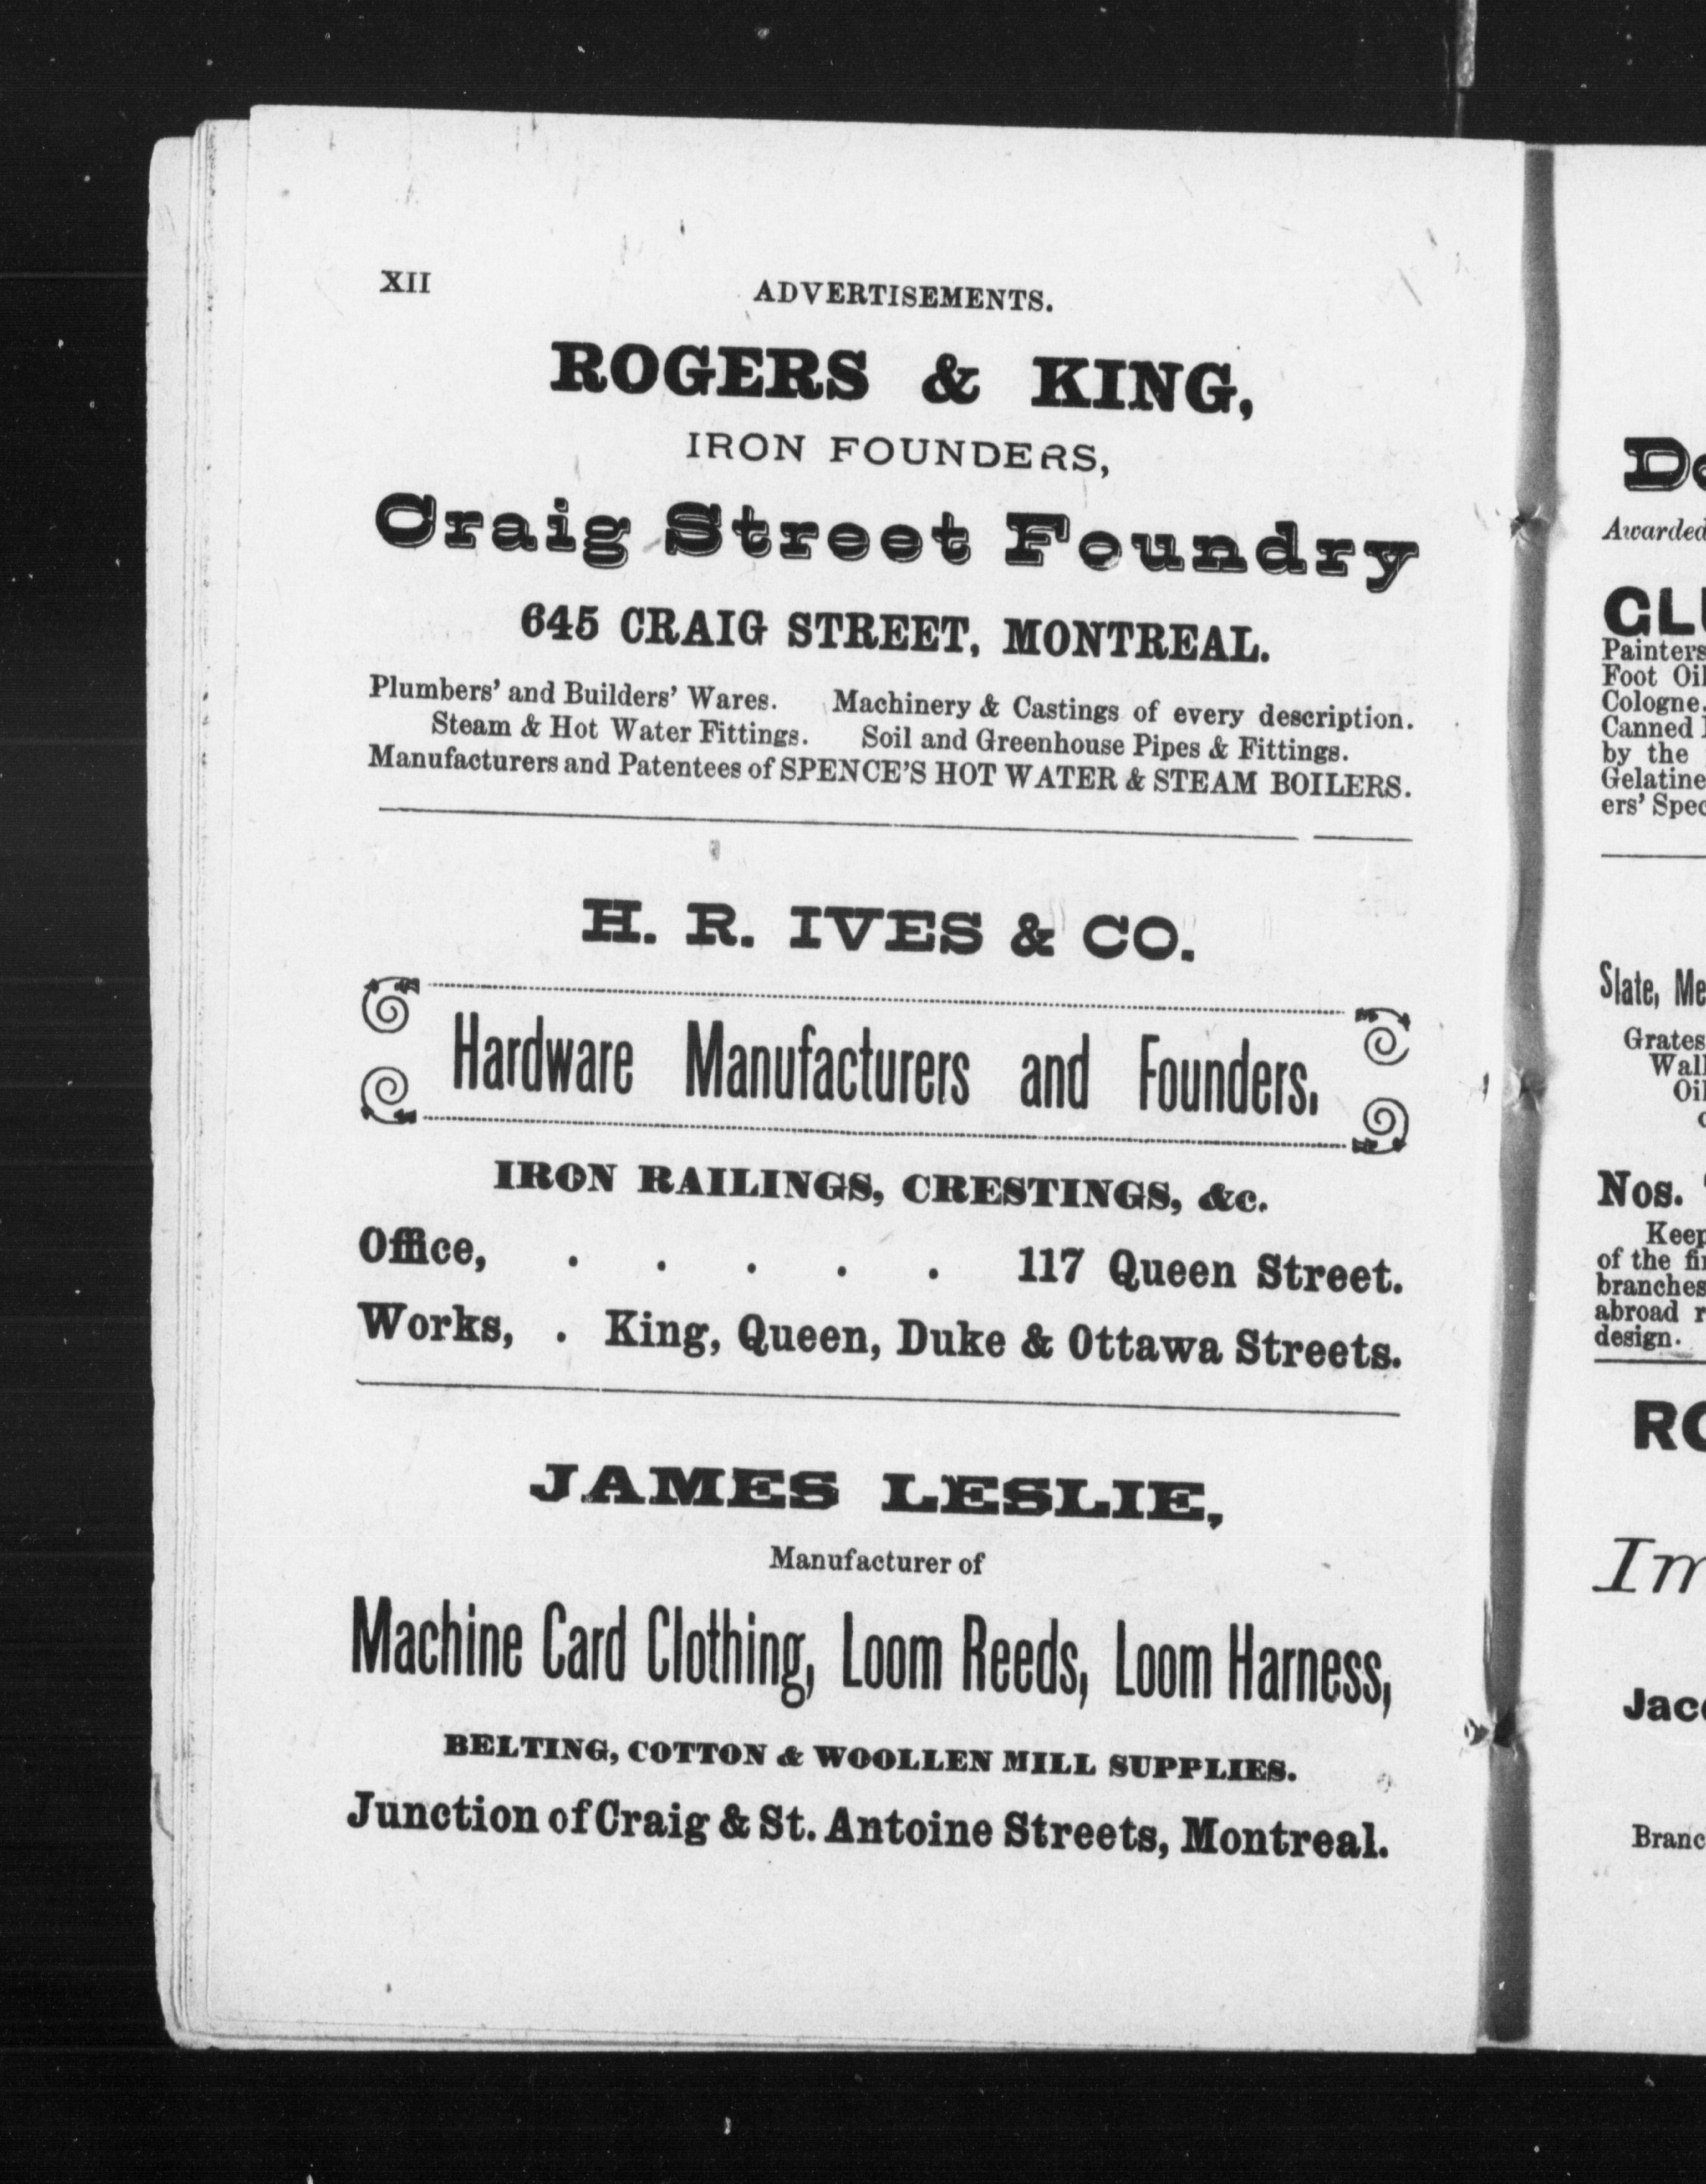 XII
ADVERTISEMENTS.
ROGERS & KING,
IRON FOUNDERS,
Craig Street Foundry
645 CRAIG STREET, MONTREAL.
Plumbers' and Builders' Wares. Machinery & Castings of every description.
Steam & Hot Water Fittings. Soil and Greenhouse Pipes & Fittings.
Manufacturers and Patentees of SPENCE'S HOT WATER & STEAM BOILERS.
H. R. IVES & CO.
Hardware Manufacturers and Founders.
IRON RAILINGS, CRESTINGS, &c.
Office, . . . . . 117 Queen Street.
Works, . King, Queen, Duke & Ottawa Streets.
JAMES LESLIE,
Manufacturer of
Machine Card Clothing, Loom Reeds, Loom Harness,
BELTING, COTTON & WOOLLEN MILL SUPPLIES.
Junction of Craig & St. Antoine Streets, Montreal.
Awarded
Painters
Foot Oil
Cologne.
Canned
by the
Gelatine
ers' Spec
Slate, Me
Grates
Wall
Oil
Nos.
Keep
of the fi
branches
abroad r
design.
RO
Im
Jac
Branc